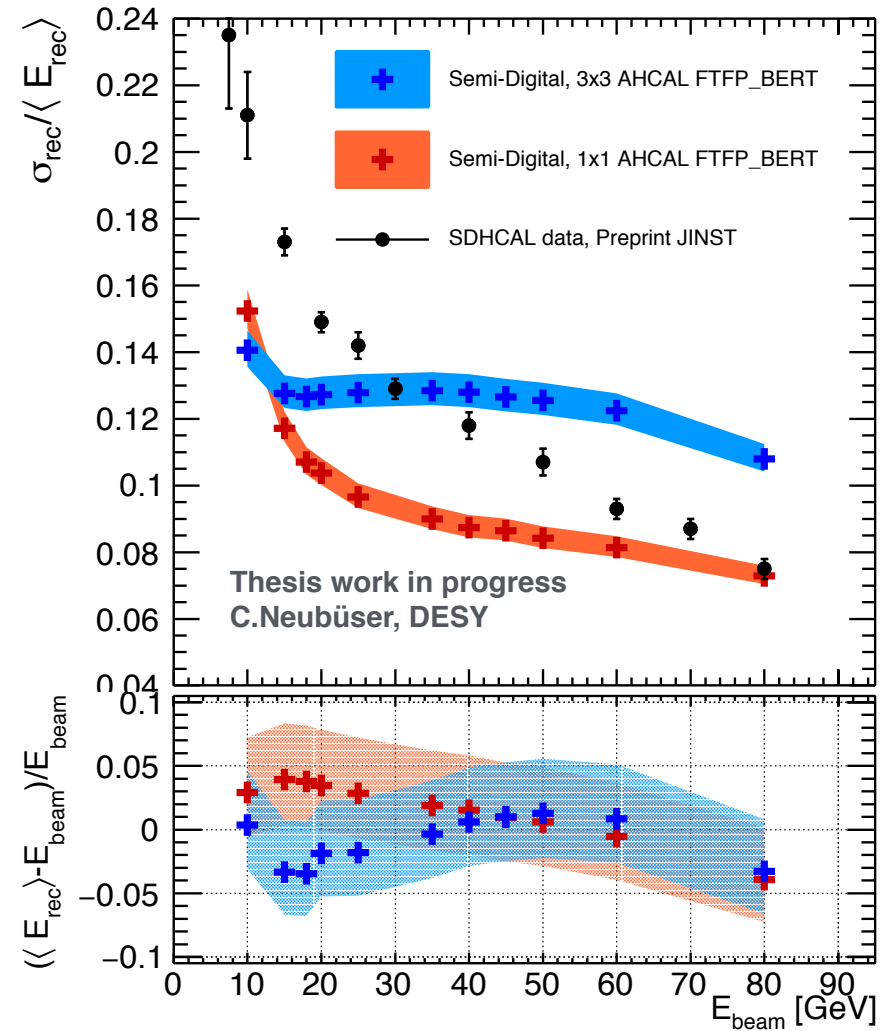 σrec/⟨ Erec⟩
0.24
0.22
0.2
0.18
0.16
0.14
0.12
0.1
0.08
0.06
0.04
Semi-Digital, 3x3 AHCAL FTFP_BERT
Semi-Digital, 1x1 AHCAL FTFP_BERT
SDHCAL data, Preprint JINST
Thesis work in progress
C.Neubüser, DESY
(⟨ Erec⟩-Ebeam)/Ebeam
0.1
0.05
0
−0.05
−0.1
0 10 20 30 40 50 60 70 80 90
Ebeam [GeV]